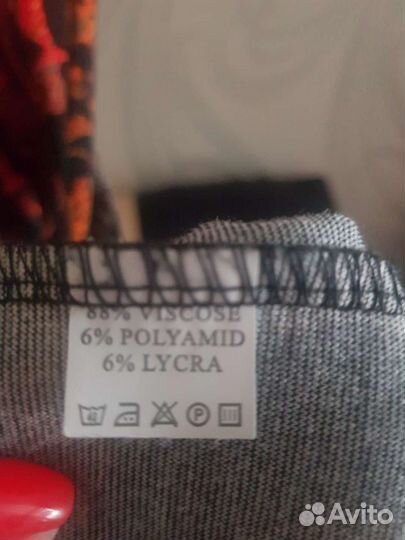 88% VISCOSE
6% POLYAMID
6% LYCRA
P
Avito